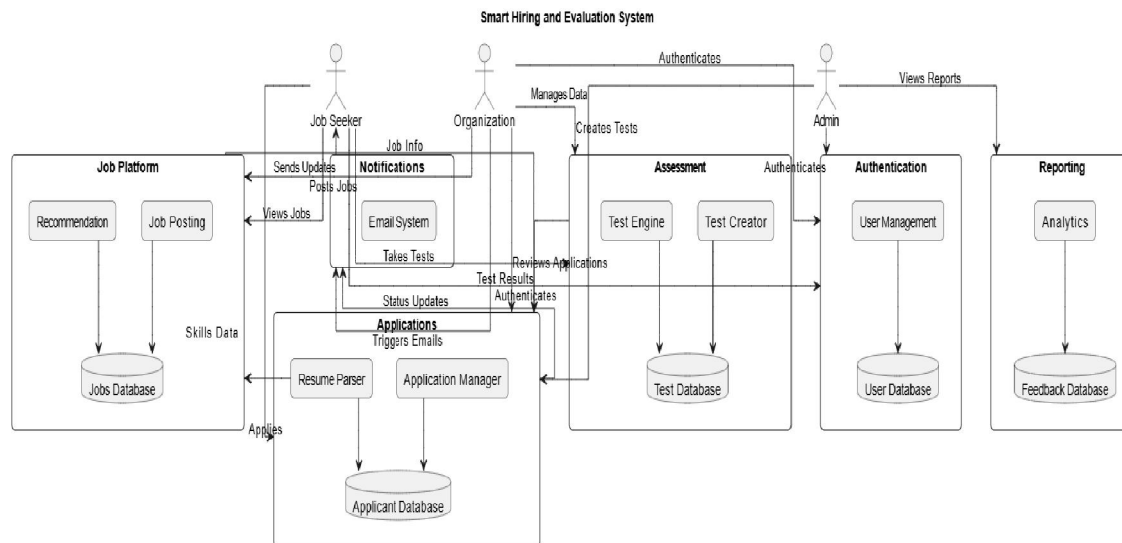 Smart Hiring and Evaluation System
Authenticates
Views Reports
Manages Data
Job Seeker
Organization
Admin
Creates Tests
Job Info
Job Platform
Sends Updates
Notifications
Assessment
Authenticates
Authentication
Reporting
Posts Jobs
Views Jobs
Recommendation
Job Posting
Email System
Test Engine
Test Creator
User Management
Analytics
Takes Tests
Reviews Applications
Test Results
Status Updates
Authenticates
Applications
Skills Data
Triggers Emails
Resume Parser
Application Manager
Jobs Database
Test Database
User Database
Feedback Database
Applies
Applicant Database